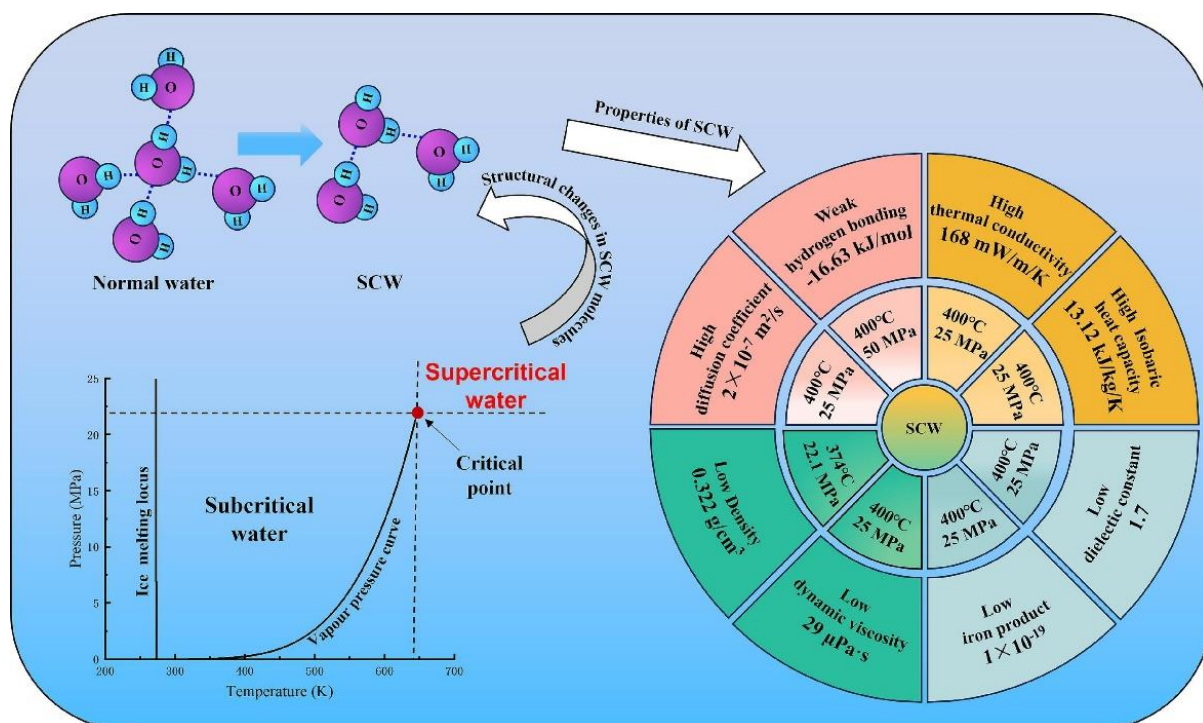 H
H
O
H
H
O
H
H
O
H
H
O
H
O
H
Normal water
H
O
H
O
H
H
H
O
H
SCW
Properties of SCW
Structural changes in SCW molecules
Pressure (MPa)
25
20
15
10
5
0
200
300
400
500
600
700
Temperature (K)
Ice melting locus
Subcritical
water
Vapour pressure curve
Critical
point
Supercritical
water
SCW
Weak
hydrogen bonding
-16.63 kJ/mol
400℃
50 MPa
High
thermal conductivity
168 mW/m/K
400℃
25 MPa
High Isobaric
heat capacity
13.12 kJ/kg/K
400℃
25 MPa
Low
dielectic constant
1.7
400℃
25 MPa
Low
iron product
1×10⁻¹⁹
400℃
25 MPa
Low
dynamic viscosity
29 μPa·s
400℃
25 MPa
Low Density
0.322 g/cm³
374℃
22.1 MPa
High
diffusion coefficient
2×10⁻⁷ m²/s
400℃
25 MPa